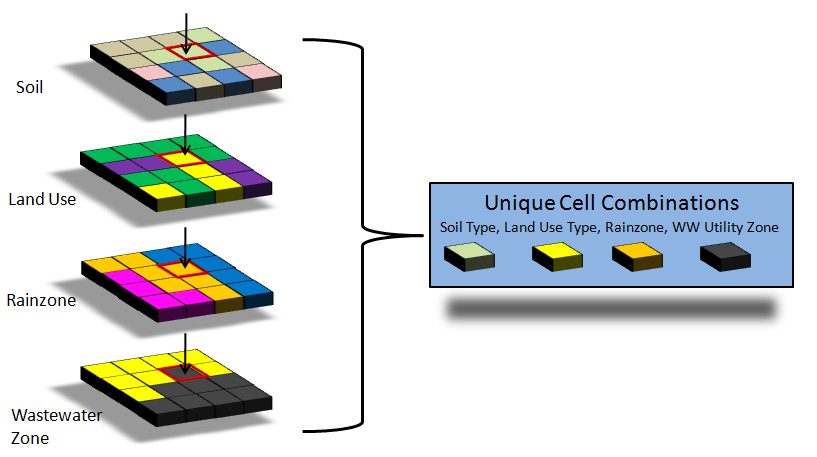 Soil
Land Use
Rainzone
Wastewater
Zone
Unique Cell Combinations
Soil Type, Land Use Type, Rainzone, WW Utility Zone